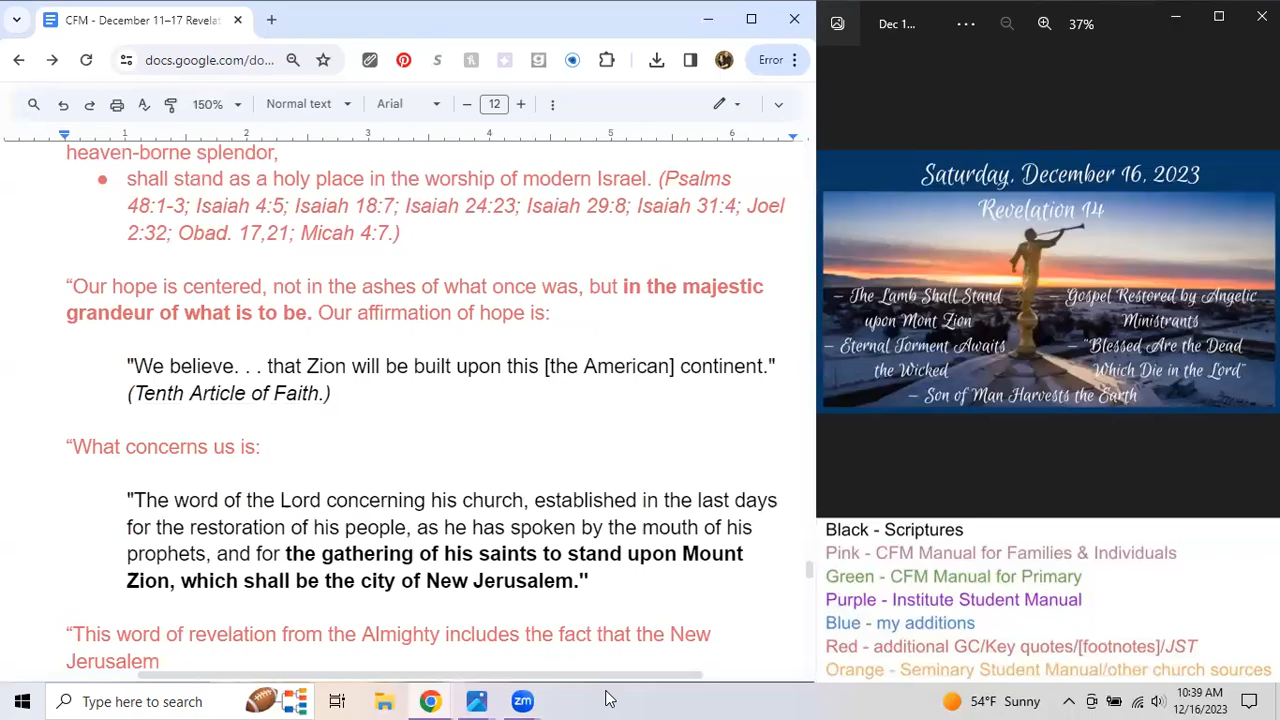 CFM - December 11–17 Revelat
docs.google.com/do...
Error
150%
Normal text
Arial
12
1
2
3
4
5
6
heaven-borne splendor,
● shall stand as a holy place in the worship of modern Israel. (Psalms
48:1-3; Isaiah 4:5; Isaiah 18:7; Isaiah 24:23; Isaiah 29:8; Isaiah 31:4; Joel
2:32; Obad. 17,21; Micah 4:7.)
“Our hope is centered, not in the ashes of what once was, but in the majestic
grandeur of what is to be. Our affirmation of hope is:
"We believe. . . that Zion will be built upon this [the American] continent."
(Tenth Article of Faith.)
“What concerns us is:
"The word of the Lord concerning his church, established in the last days
for the restoration of his people, as he has spoken by the mouth of his
prophets, and for the gathering of his saints to stand upon Mount
Zion, which shall be the city of New Jerusalem."
“This word of revelation from the Almighty includes the fact that the New
Jerusalem
Dec 1...
37%
Saturday, December 16, 2023
Revelation 14
– The Lamb Shall Stand
upon Mont Zion
– Eternal Torment Awaits
the Wicked
– Gospel Restored by Angelic
Ministrants
– "Blessed Are the Dead
Which Die in the Lord"
– Son of Man Harvests the Earth
Black - Scriptures
Pink - CFM Manual for Families & Individuals
Green - CFM Manual for Primary
Purple - Institute Student Manual
Blue - my additions
Red - additional GC/Key quotes/[footnotes]/JST
Orange - Seminary Student Manual/other church sources
Type here to search
zm
54°F Sunny
10:39 AM
12/16/2023